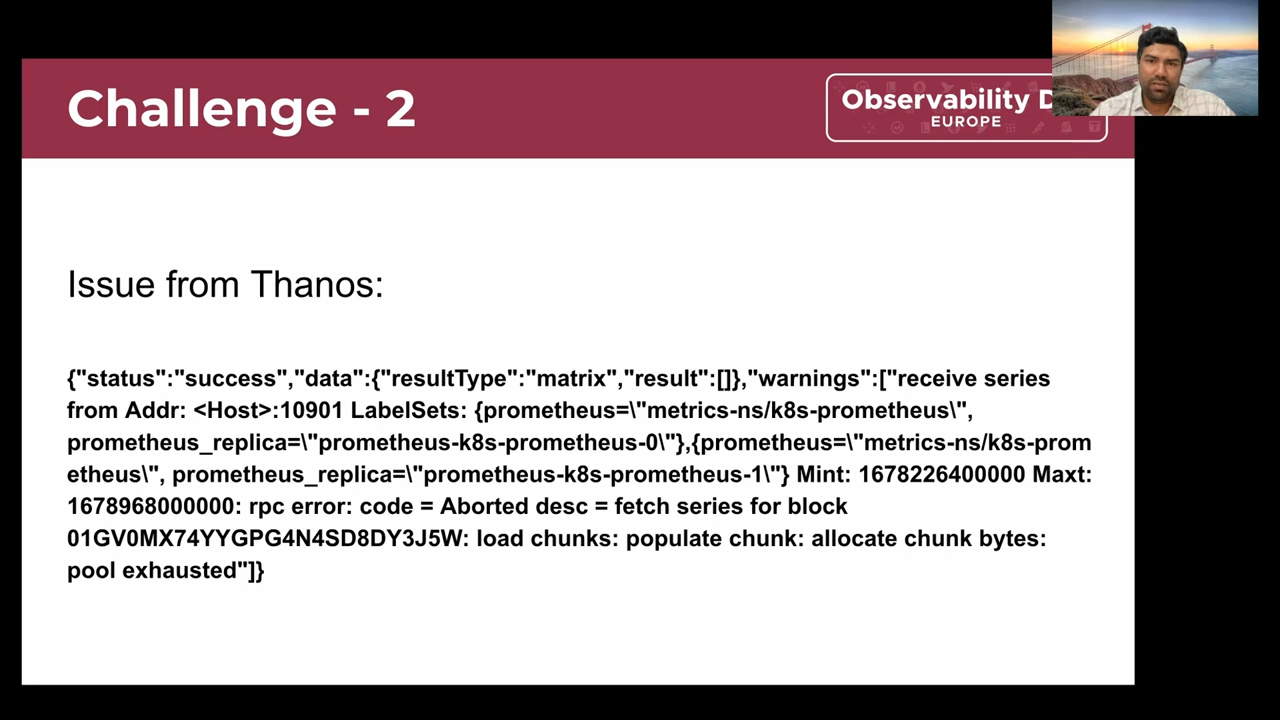 Challenge - 2
Observability D
EUROPE
Issue from Thanos:
{"status":"success","data":{"resultType":"matrix","result":[]},"warnings":["receive series
from Addr: <Host>:10901 LabelSets: {prometheus=\"metrics-ns/k8s-prometheus\",
prometheus_replica=\"prometheus-k8s-prometheus-0\"},{prometheus=\"metrics-ns/k8s-prom
etheus\", prometheus_replica=\"prometheus-k8s-prometheus-1\"} Mint: 1678226400000 Maxt:
1678968000000: rpc error: code = Aborted desc = fetch series for block
01GV0MX74YYGPG4N4SD8DY3J5W: load chunks: populate chunk: allocate chunk bytes:
pool exhausted"]}